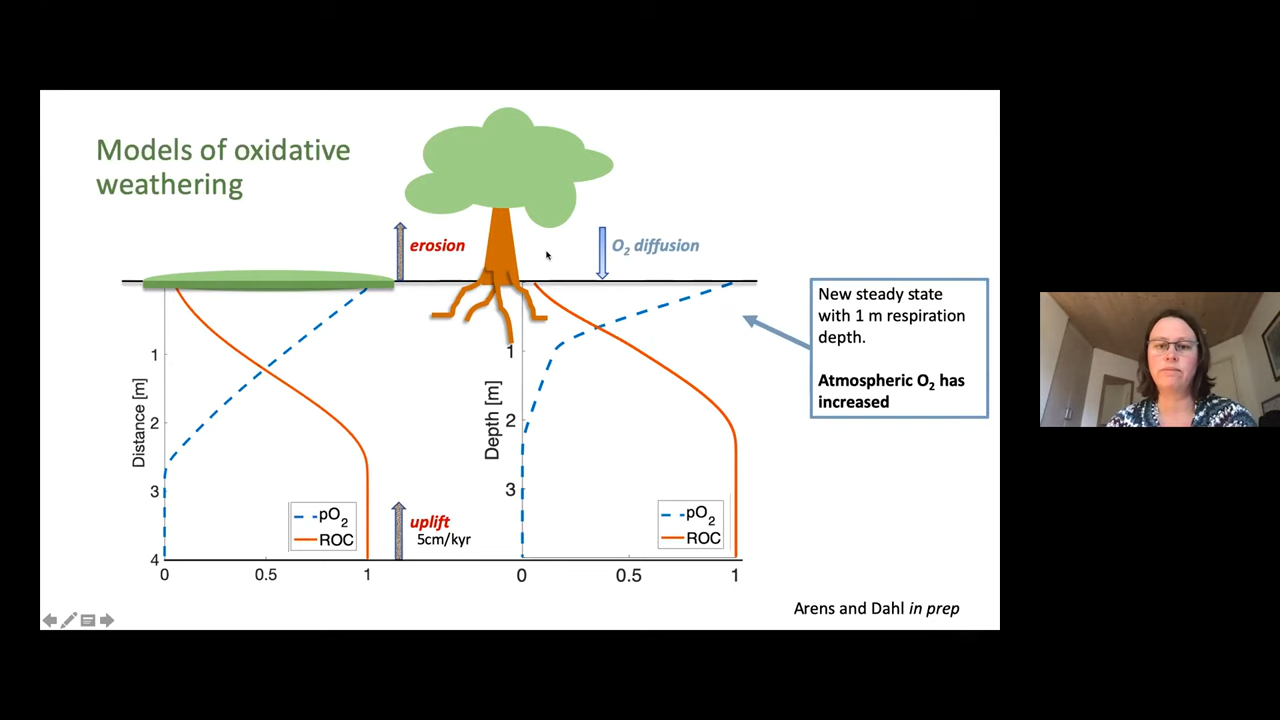 Models of oxidative
weathering
erosion
O2 diffusion
New steady state
with 1 m respiration
depth.
Atmospheric O2 has
increased
Distance [m]
1
2
3
4
0
0.5
1
pO2
ROC
uplift
5cm/kyr
Depth [m]
1
2
3
0
0.5
1
pO2
ROC
Arens and Dahl in prep